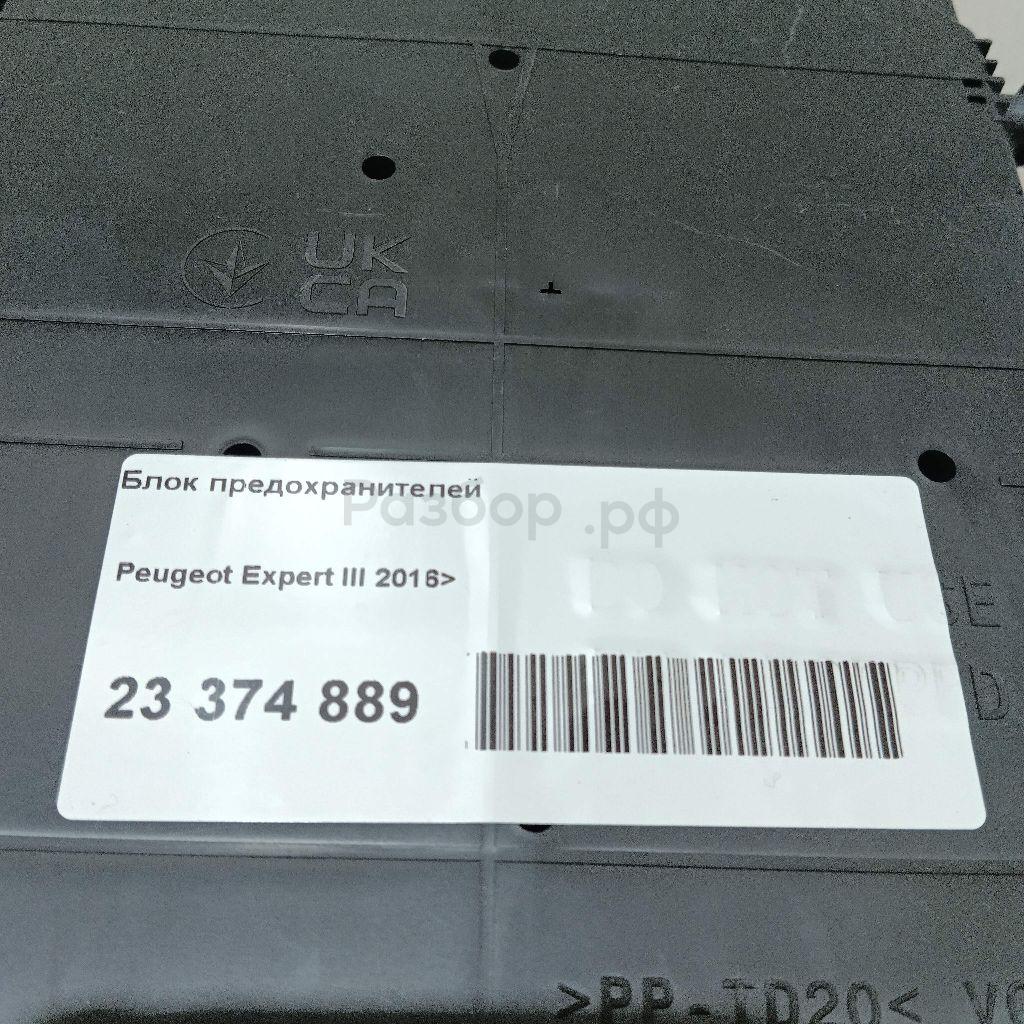 UK
CA
Блок предохранителей
Разбор.рф
Peugeot Expert III 2016>
23 374 889
>PP-TD20<